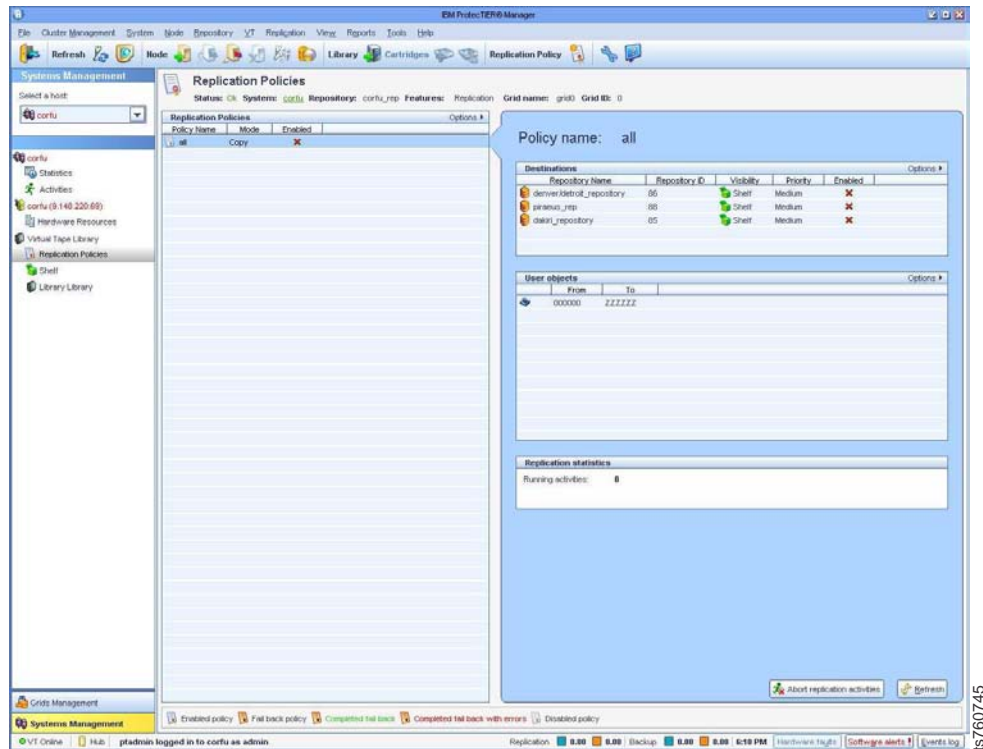 IBM ProtecTIER® Manager
File Cluster Management System Node Repository VT Replication View Reports Tools Help
Refresh Node Library Cartridges Replication Policy
Systems Management
Select a host:
corfu
corfu
Statistics
Activities
corfu (9.148.220.69)
Hardware Resources
Virtual Tape Library
Replication Policies
Shelf
Library Library
Grids Management
Systems Management
Replication Policies
Status: Ok System: corfu Repository: corfu_rep Features: Replication Grid name: grid0 Grid ID: 0
Replication Policies Options
Policy Name Mode Enabled
all Copy
Policy name: all
Destinations Options
Repository Name Repository ID Visibility Priority Enabled
denver/detroit_repository 86 Shelf Medium
piraeus_rep 88 Shelf Medium
dakiri_repository 85 Shelf Medium
User objects Options
From To
000000 ZZZZZZ
Replication statistics
Running activities: 0
Abort replication activities Refresh
Enabled policy Fail back policy Completed fail back Completed fail back with errors Disabled policy
VT Online Hub ptadmin logged in to corfu as admin Replication 0.00 0.00 Backup 0.00 0.00 6:10 PM Hardware faults Software alerts ! Events log
ts760745